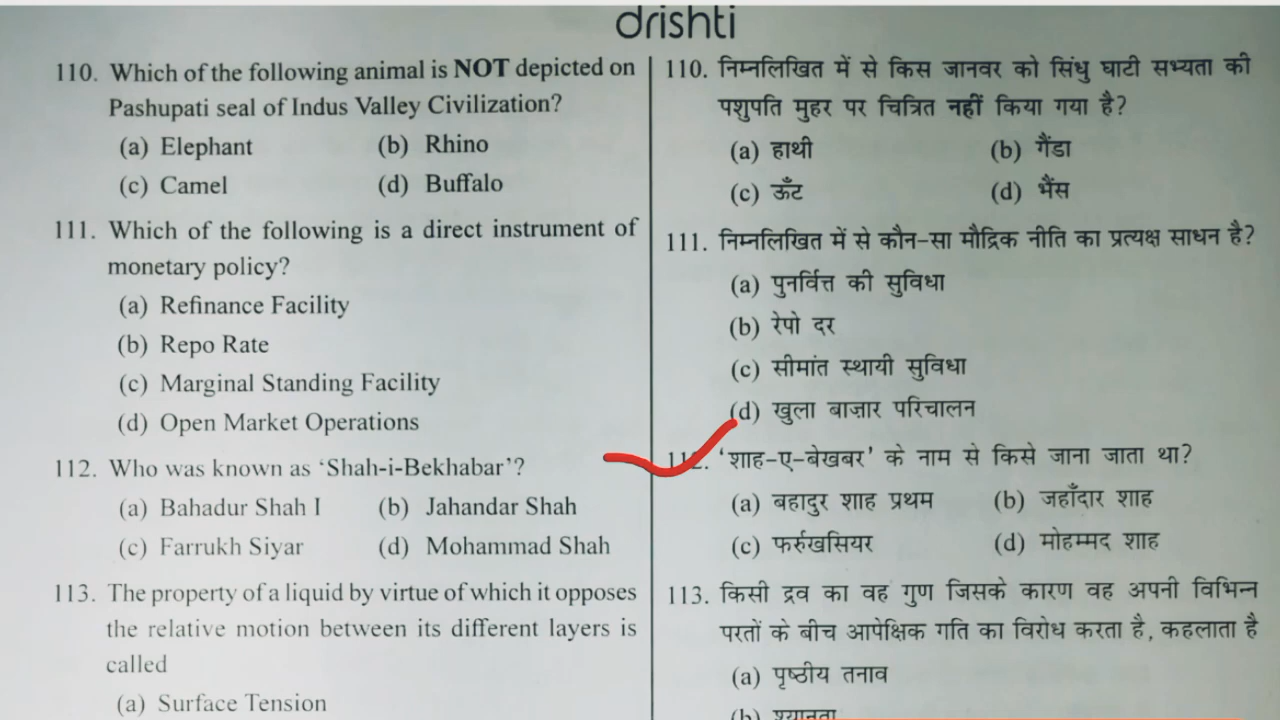 drishti
110. Which of the following animal is NOT depicted on
Pashupati seal of Indus Valley Civilization?
(a) Elephant (b) Rhino
(c) Camel (d) Buffalo
111. Which of the following is a direct instrument of
monetary policy?
(a) Refinance Facility
(b) Repo Rate
(c) Marginal Standing Facility
(d) Open Market Operations
112. Who was known as ‘Shah-i-Bekhabar’?
(a) Bahadur Shah I (b) Jahandar Shah
(c) Farrukh Siyar (d) Mohammad Shah
113. The property of a liquid by virtue of which it opposes
the relative motion between its different layers is
called
(a) Surface Tension
110. निम्नलिखित में से किस जानवर को सिंधु घाटी सभ्यता की
पशुपति मुहर पर चित्रित नहीं किया गया है?
(a) हाथी (b) गैंडा
(c) ऊँट (d) भैंस
111. निम्नलिखित में से कौन-सा मौद्रिक नीति का प्रत्यक्ष साधन है?
(a) पुनर्वित्त की सुविधा
(b) रेपो दर
(c) सीमांत स्थायी सुविधा
(d) खुला बाज़ार परिचालन
112. ‘शाह-ए-बेखबर’ के नाम से किसे जाना जाता था?
(a) बहादुर शाह प्रथम (b) जहाँदार शाह
(c) फर्रुखसियर (d) मोहम्मद शाह
113. किसी द्रव का वह गुण जिसके कारण वह अपनी विभिन्न
परतों के बीच आपेक्षिक गति का विरोध करता है, कहलाता है
(a) पृष्ठीय तनाव
(b) श्यानता